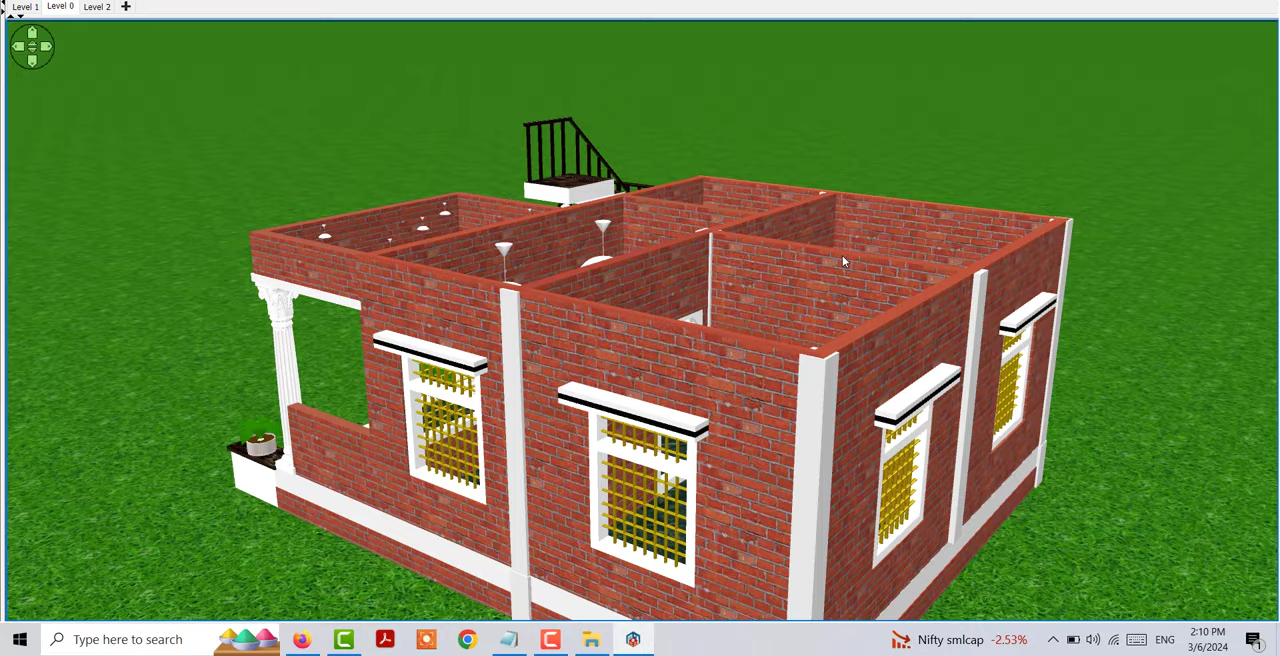 Level 1 Level 0 Level 2
Type here to search
Nifty smlcap -2.53%
ENG
2:10 PM
3/6/2024
1